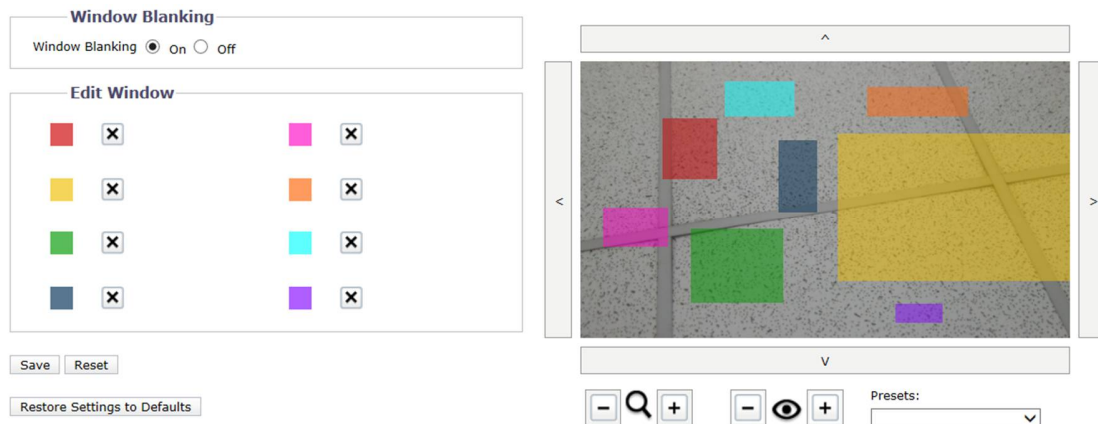 Window Blanking
Window Blanking On Off
Edit Window
Save Reset
Restore Settings to Defaults
^
<
>
v
Presets: